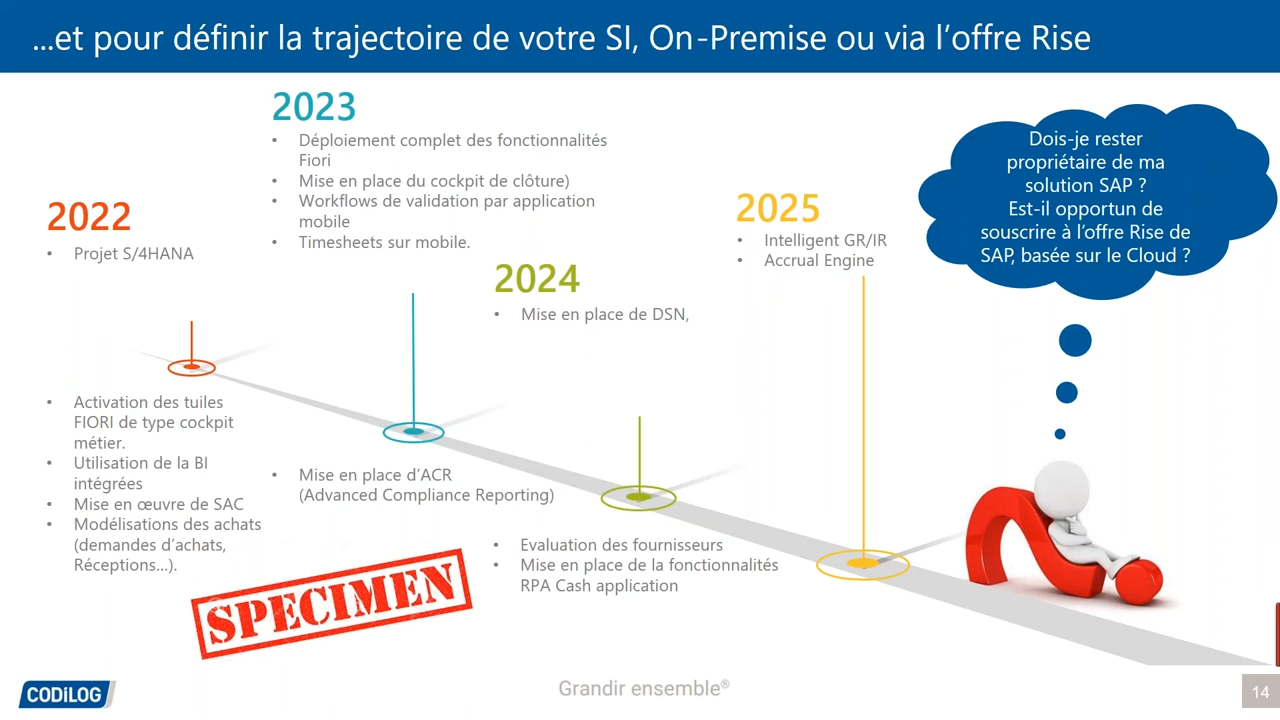 ...et pour définir la trajectoire de votre SI, On-Premise ou via l'offre Rise
2022
• Projet S/4HANA
• Activation des tuiles
FIORI de type cockpit
métier.
• Utilisation de la BI
intégrées
• Mise en œuvre de SAC
• Modélisations des achats
(demandes d'achats,
Réceptions...).
2023
• Déploiement complet des fonctionnalités
Fiori
• Mise en place du cockpit de clôture)
• Workflows de validation par application
mobile
• Timesheets sur mobile.
• Mise en place d'ACR
(Advanced Compliance Reporting)
2024
• Mise en place de DSN,
• Evaluation des fournisseurs
• Mise en place de la fonctionnalités
RPA Cash application
2025
• Intelligent GR/IR
• Accrual Engine
Dois-je rester
propriétaire de ma
solution SAP ?
Est-il opportun de
souscrire à l'offre Rise de
SAP, basée sur le Cloud ?
SPECIMEN
CODiLOG
Grandir ensemble®
14